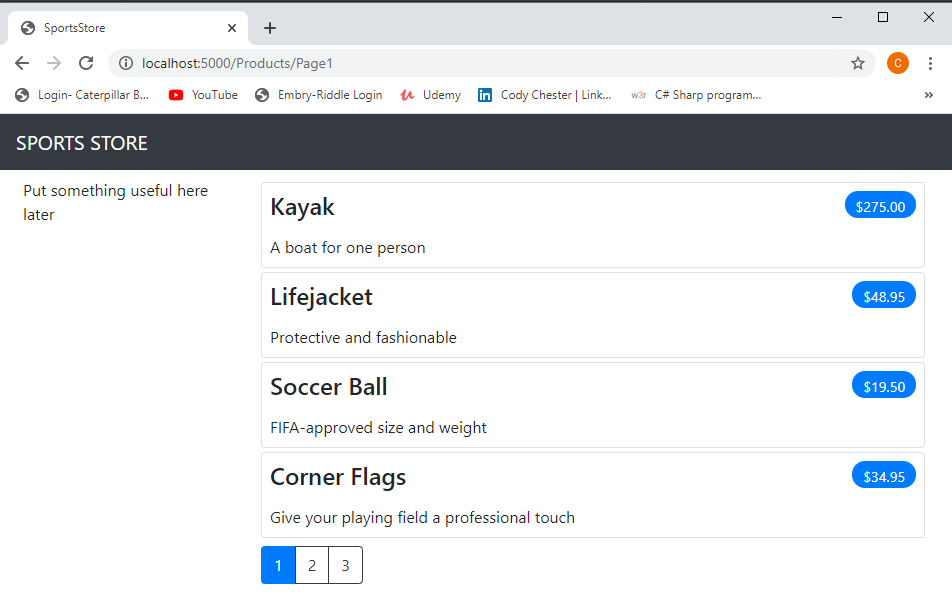 SportsStore
localhost:5000/Products/Page1
C
Login- Caterpillar B... YouTube Embry-Riddle Login Udemy in Cody Chester | Link... w3r C# Sharp program... »
SPORTS STORE
Put something useful here
later
Kayak $275.00
A boat for one person
Lifejacket $48.95
Protective and fashionable
Soccer Ball $19.50
FIFA-approved size and weight
Corner Flags $34.95
Give your playing field a professional touch
1 2 3